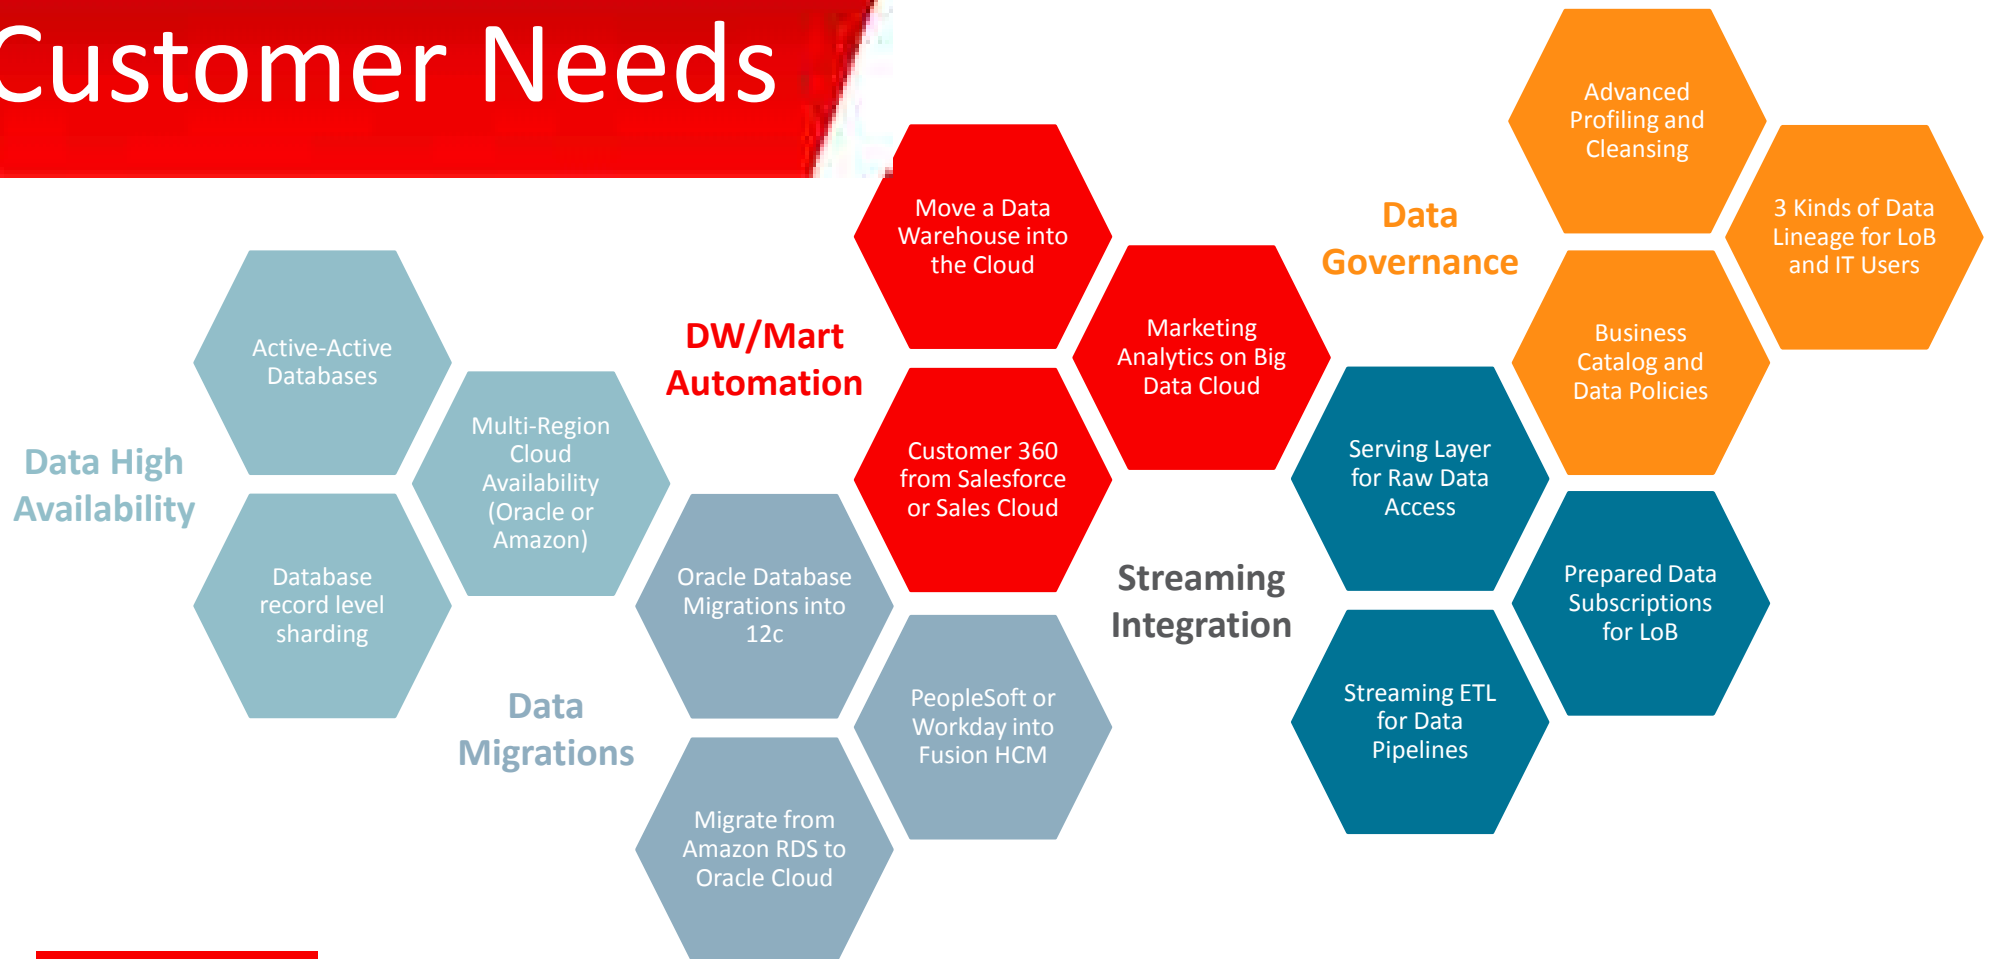 Customer Needs
Data High
Availability
Active-Active
Databases
Multi-Region
Cloud
Availability
(Oracle or
Amazon)
Database
record level
sharding
Data
Migrations
Oracle Database
Migrations into
12c
PeopleSoft or
Workday into
Fusion HCM
Migrate from
Amazon RDS to
Oracle Cloud
DW/Mart
Automation
Move a Data
Warehouse into
the Cloud
Marketing
Analytics on Big
Data Cloud
Customer 360
from Salesforce
or Sales Cloud
Streaming
Integration
Serving Layer
for Raw Data
Access
Prepared Data
Subscriptions
for LoB
Streaming ETL
for Data
Pipelines
Data
Governance
Advanced
Profiling and
Cleansing
3 Kinds of Data
Lineage for LoB
and IT Users
Business
Catalog and
Data Policies